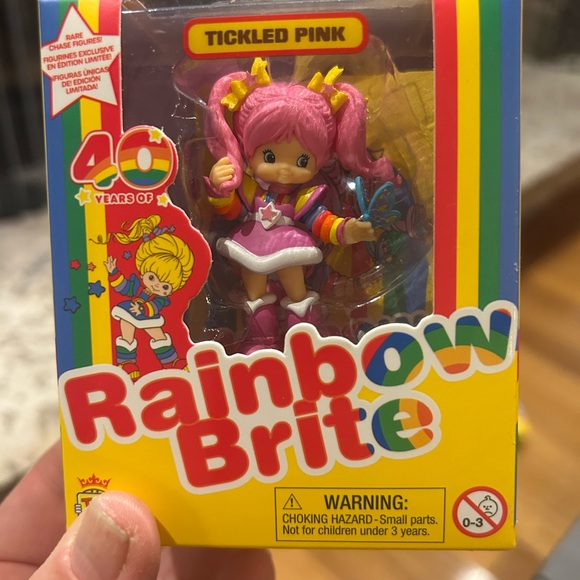 RARE
CHASE FIGURES!
FIGURINES EXCLUSIVE
EN ÉDITION LIMITÉE!
¡FIGURAS ÚNICAS
DE! EDICIÓN
LIMITADA!
TICKLED PINK
40
YEARS OF
Rainbow
Brite
WARNING:
CHOKING HAZARD - Small parts.
Not for children under 3 years.
0-3